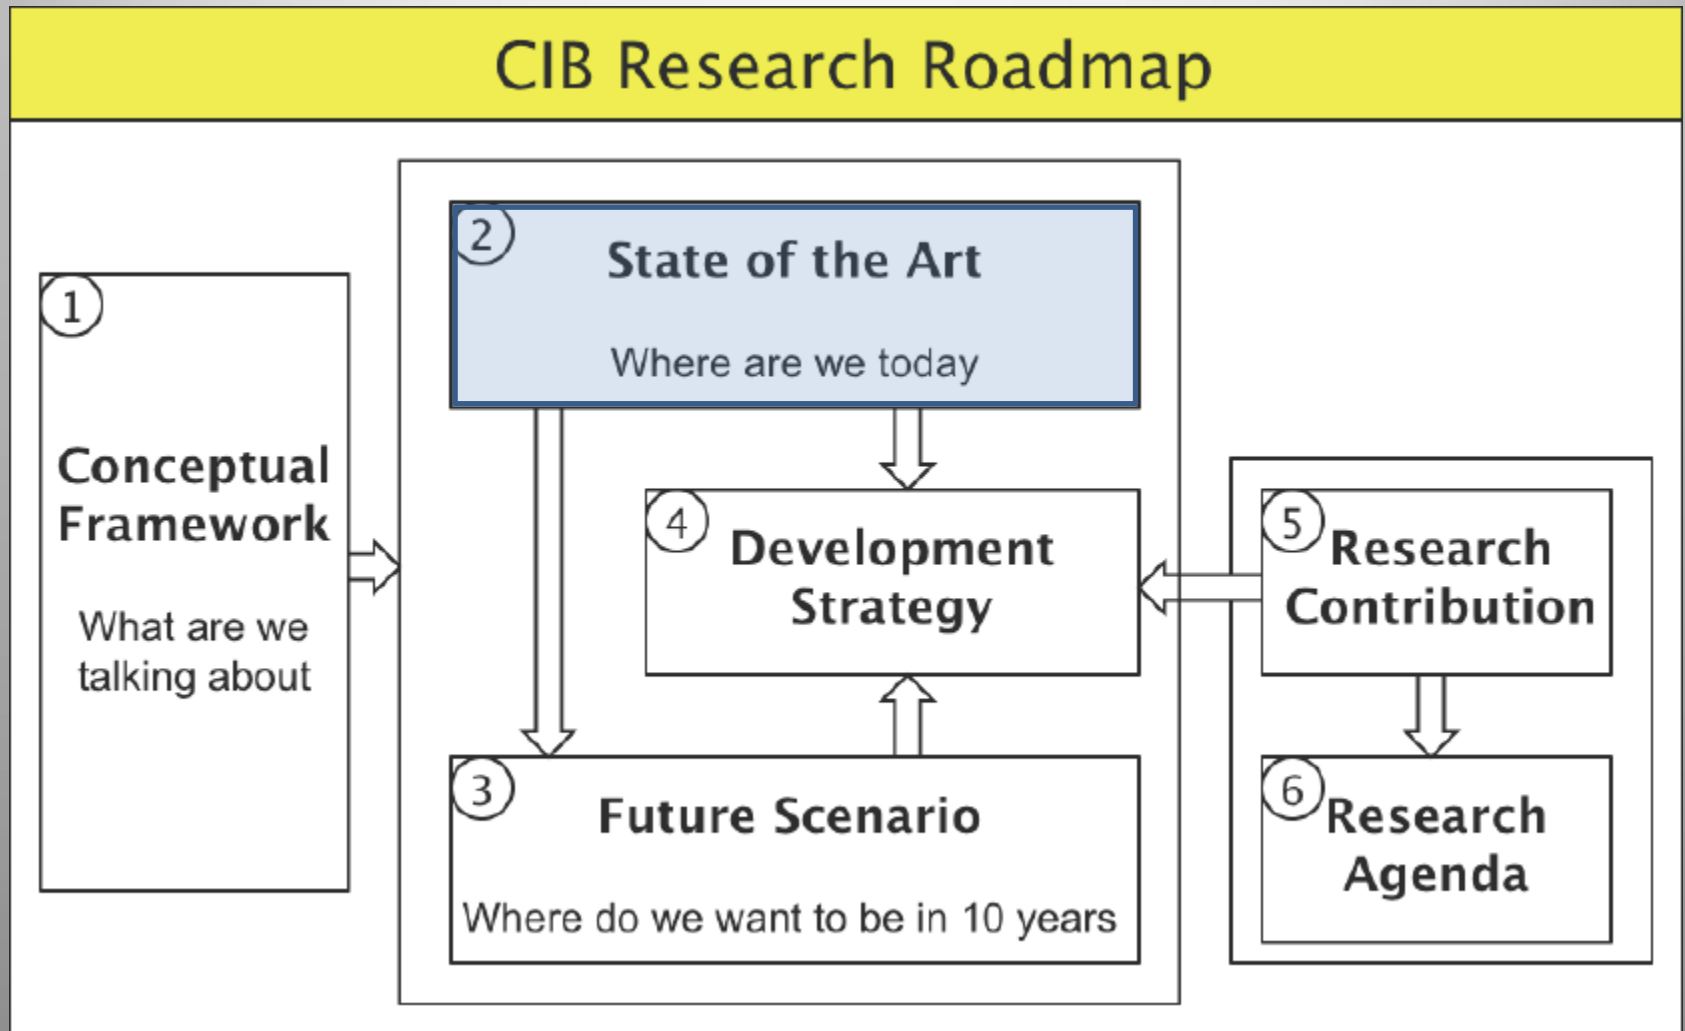 CIB Research Roadmap
1
Conceptual
Framework
What are we
talking about
2
State of the Art
Where are we today
3
Future Scenario
Where do we want to be in 10 years
4
Development
Strategy
5
Research
Contribution
6
Research
Agenda